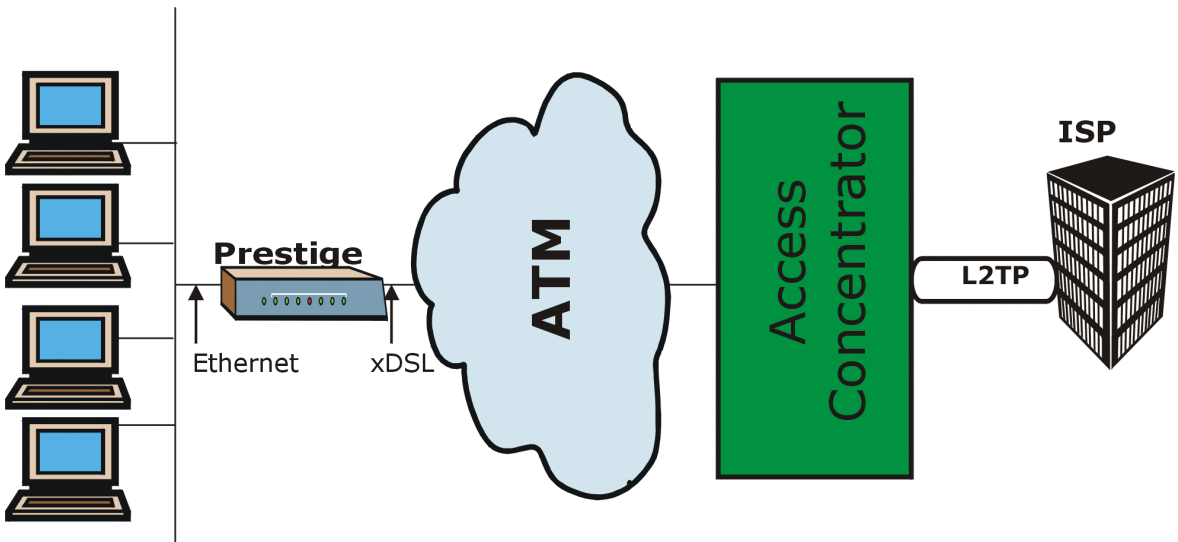 Prestige
Ethernet
xDSL
ATM
Access
Concentrator
L2TP
ISP